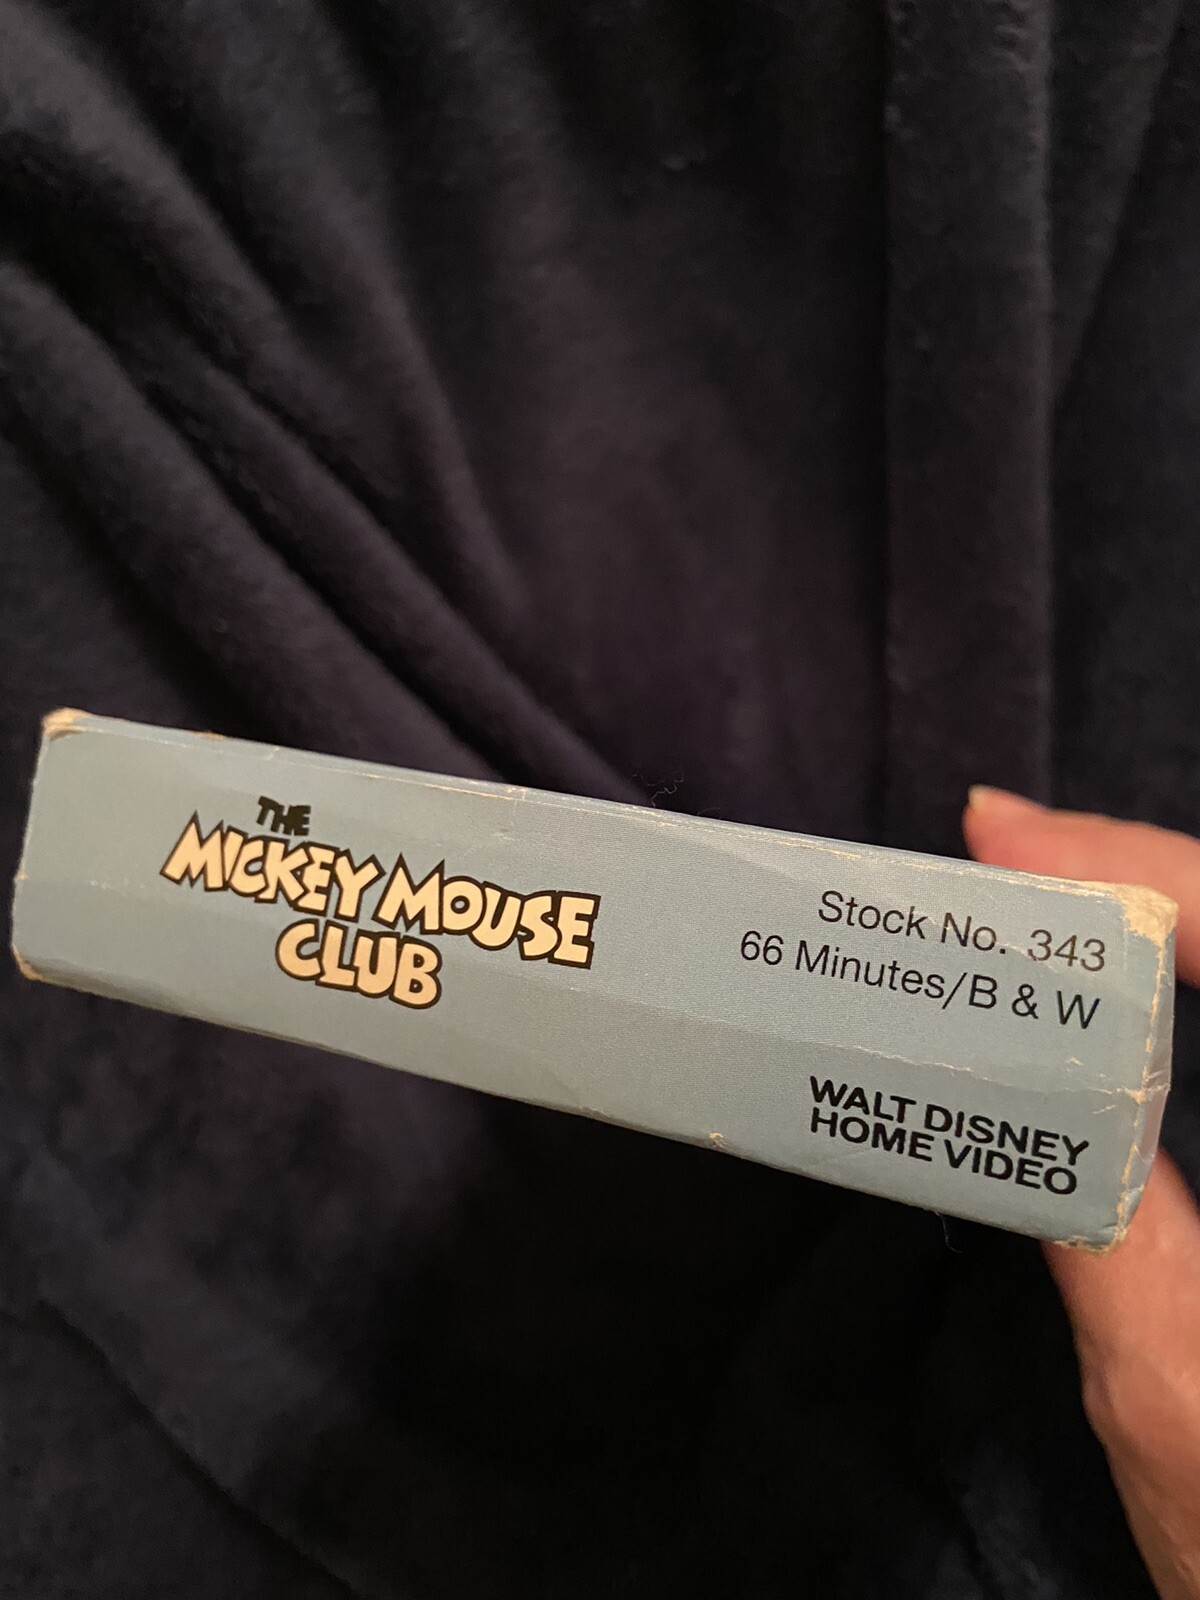 THE
MICKEY MOUSE
CLUB
Stock No. 343
66 Minutes/B & W
WALT DISNEY
HOME VIDEO